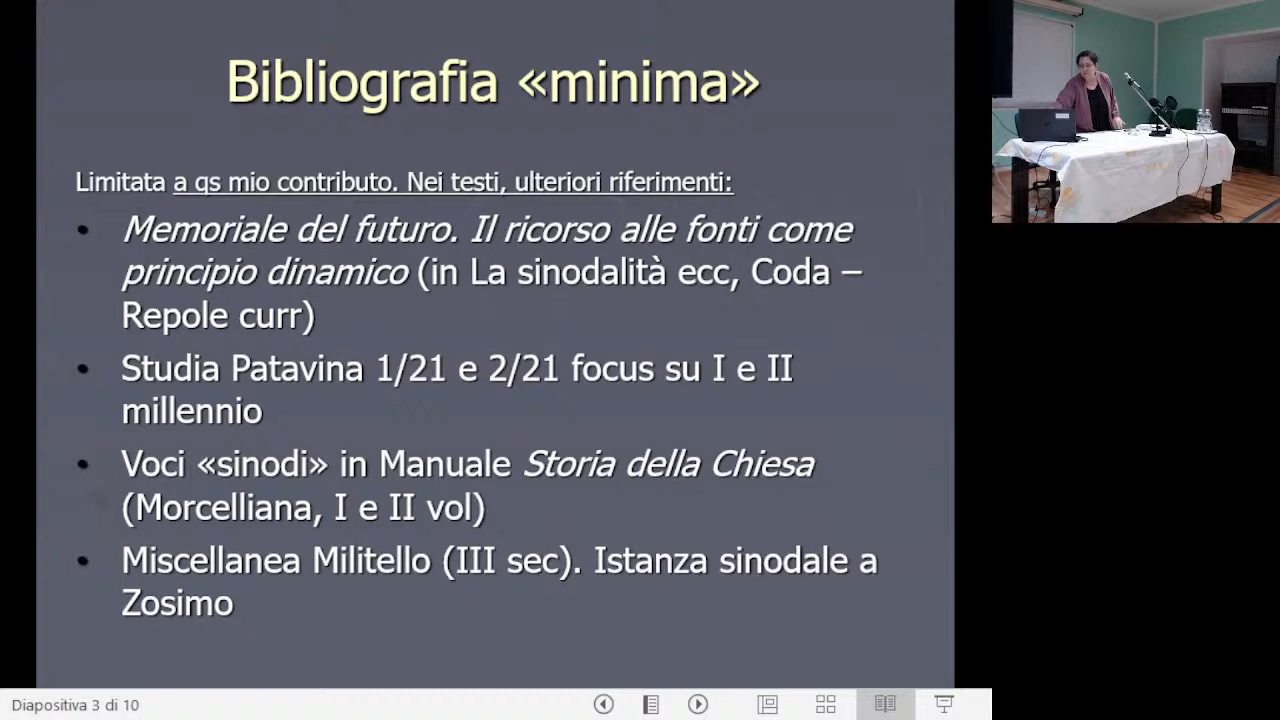 Bibliografia «minima»
Limitata a qs mio contributo. Nei testi, ulteriori riferimenti:
• Memoriale del futuro. Il ricorso alle fonti come
principio dinamico (in La sinodalità ecc, Coda –
Repole curr)
• Studia Patavina 1/21 e 2/21 focus su I e II
millennio
• Voci «sinodi» in Manuale Storia della Chiesa
(Morcelliana, I e II vol)
• Miscellanea Militello (III sec). Istanza sinodale a
Zosimo
Diapositiva 3 di 10